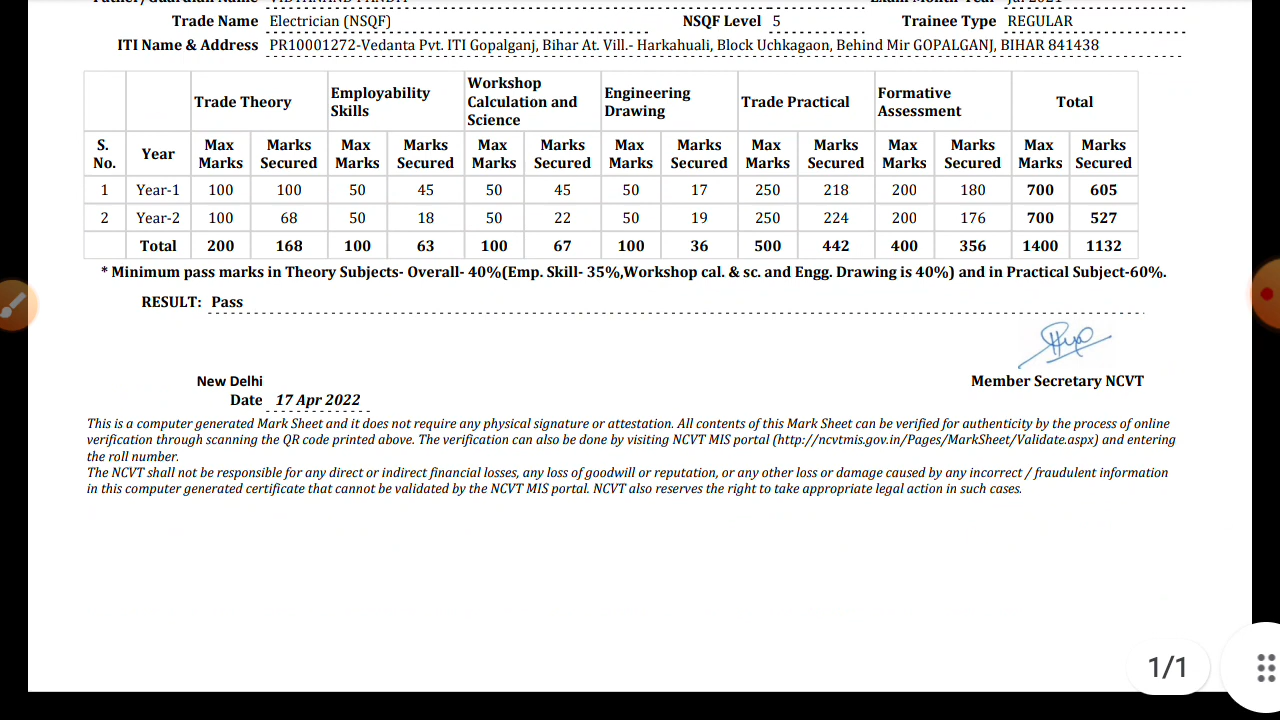 Trade Name Electrician (NSQF) NSQF Level 5 Trainee Type REGULAR
ITI Name & Address PR10001272-Vedanta Pvt. ITI Gopalganj, Bihar At. Vill.- Harkahuali, Block Uchkagaon, Behind Mir GOPALGANJ, BIHAR 841438
Trade Theory Employability Skills Workshop Calculation and Science Engineering Drawing Trade Practical Formative Assessment Total
S. No. Year Max Marks Marks Secured Max Marks Marks Secured Max Marks Marks Secured Max Marks Marks Secured Max Marks Marks Secured Max Marks Marks Secured Max Marks Marks Secured
1 Year-1 100 100 50 45 50 45 50 17 250 218 200 180 700 605
2 Year-2 100 68 50 18 50 22 50 19 250 224 200 176 700 527
Total 200 168 100 63 100 67 100 36 500 442 400 356 1400 1132
* Minimum pass marks in Theory Subjects- Overall- 40%(Emp. Skill- 35%,Workshop cal. & sc. and Engg. Drawing is 40%) and in Practical Subject-60%.
RESULT: Pass
New Delhi
Member Secretary NCVT
Date 17 Apr 2022
This is a computer generated Mark Sheet and it does not require any physical signature or attestation. All contents of this Mark Sheet can be verified for authenticity by the process of online
verification through scanning the QR code printed above. The verification can also be done by visiting NCVT MIS portal (http://ncvtmis.gov.in/Pages/MarkSheet/Validate.aspx) and entering
the roll number.
The NCVT shall not be responsible for any direct or indirect financial losses, any loss of goodwill or reputation, or any other loss or damage caused by any incorrect / fraudulent information
in this computer generated certificate that cannot be validated by the NCVT MIS portal. NCVT also reserves the right to take appropriate legal action in such cases.
1/1